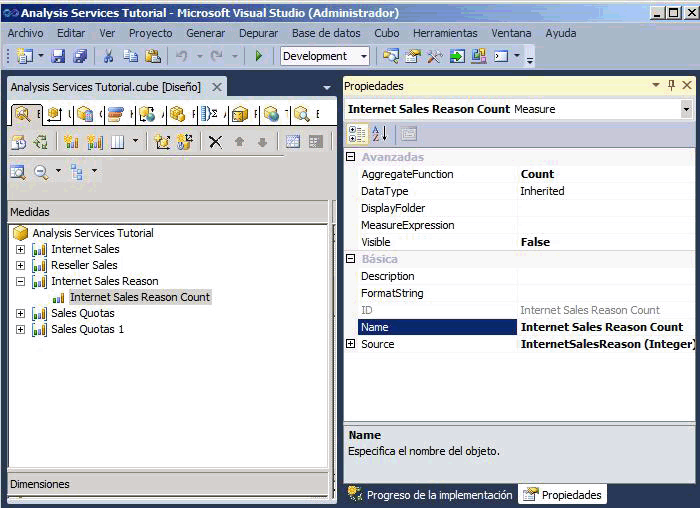 Analysis Services Tutorial - Microsoft Visual Studio (Administrador)
Archivo Editar Ver Proyecto Generar Depurar Base de datos Cubo Herramientas Ventana Ayuda
Development
Analysis Services Tutorial.cube [Diseño]
Medidas
Analysis Services Tutorial
Internet Sales
Reseller Sales
Internet Sales Reason
Internet Sales Reason Count
Sales Quotas
Sales Quotas 1
Dimensiones
Propiedades
Internet Sales Reason Count Measure
Avanzadas
AggregateFunction Count
DataType Inherited
DisplayFolder
MeasureExpression
Visible False
Básica
Description
FormatString
ID Internet Sales Reason Count
Name Internet Sales Reason Count
Source InternetSalesReason (Integer)
Name
Especifica el nombre del objeto.
Progreso de la implementación Propiedades